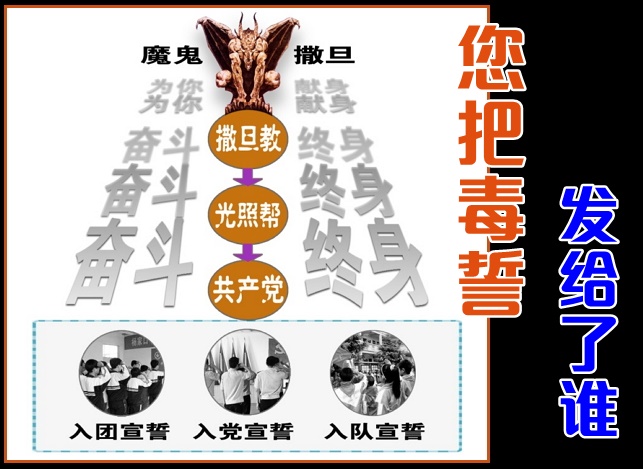 魔鬼 撒旦
为你 献身
为你 献身
奋斗 终身
奋斗 终身
奋斗 终身
撒旦教
光照帮
共产党
入团宣誓 入党宣誓 入队宣誓
您把毒誓
发给了谁